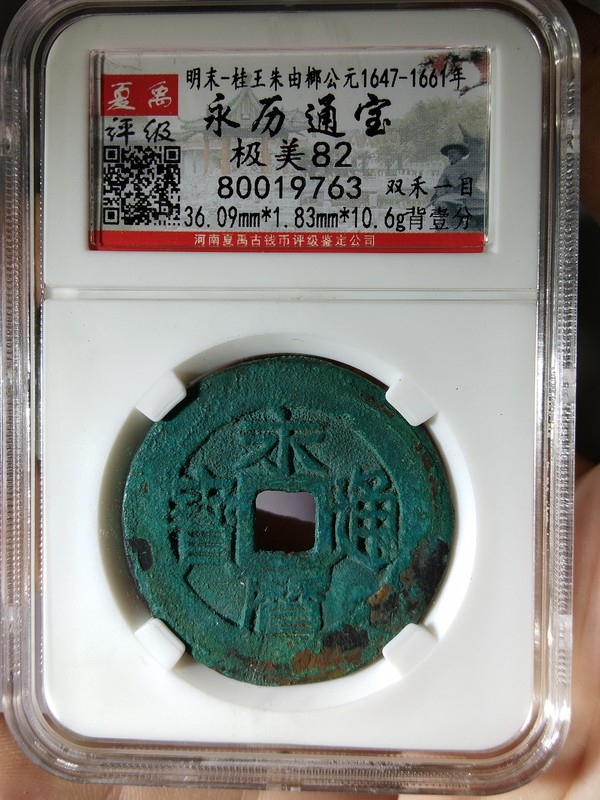 夏禹
评级
明末-桂王朱由榔公元1647-1661年
永历通宝
极美82
80019763 双禾一目
36.09mm*1.83mm*10.6g背壹分
河南夏禹古钱币评级鉴定公司
永
寶 通
曆